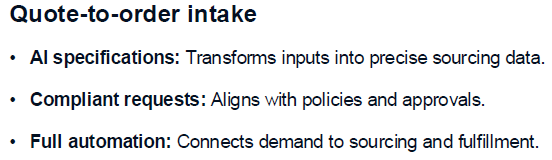 Quote-to-order intake
• AI specifications: Transforms inputs into precise sourcing data.
• Compliant requests: Aligns with policies and approvals.
• Full automation: Connects demand to sourcing and fulfillment.